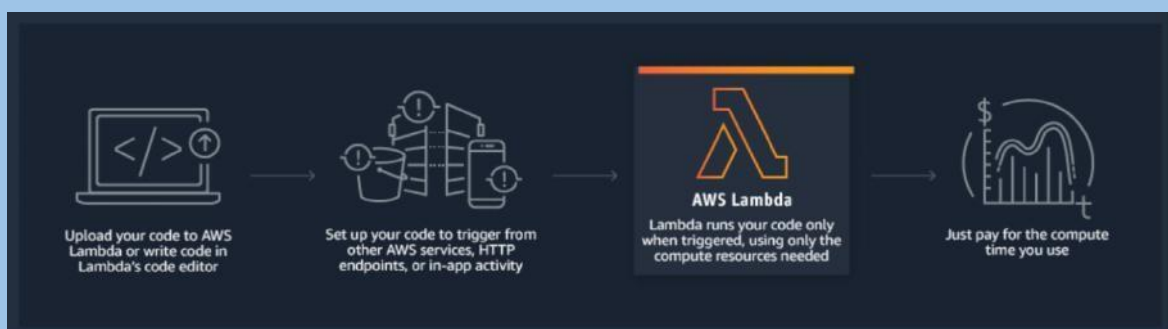 </>
$
t
Upload your code to AWS
Lambda or write code in
Lambda's code editor
Set up your code to trigger from
other AWS services, HTTP
endpoints, or in-app activity
AWS Lambda
Lambda runs your code only
when triggered, using only the
compute resources needed
Just pay for the compute
time you use